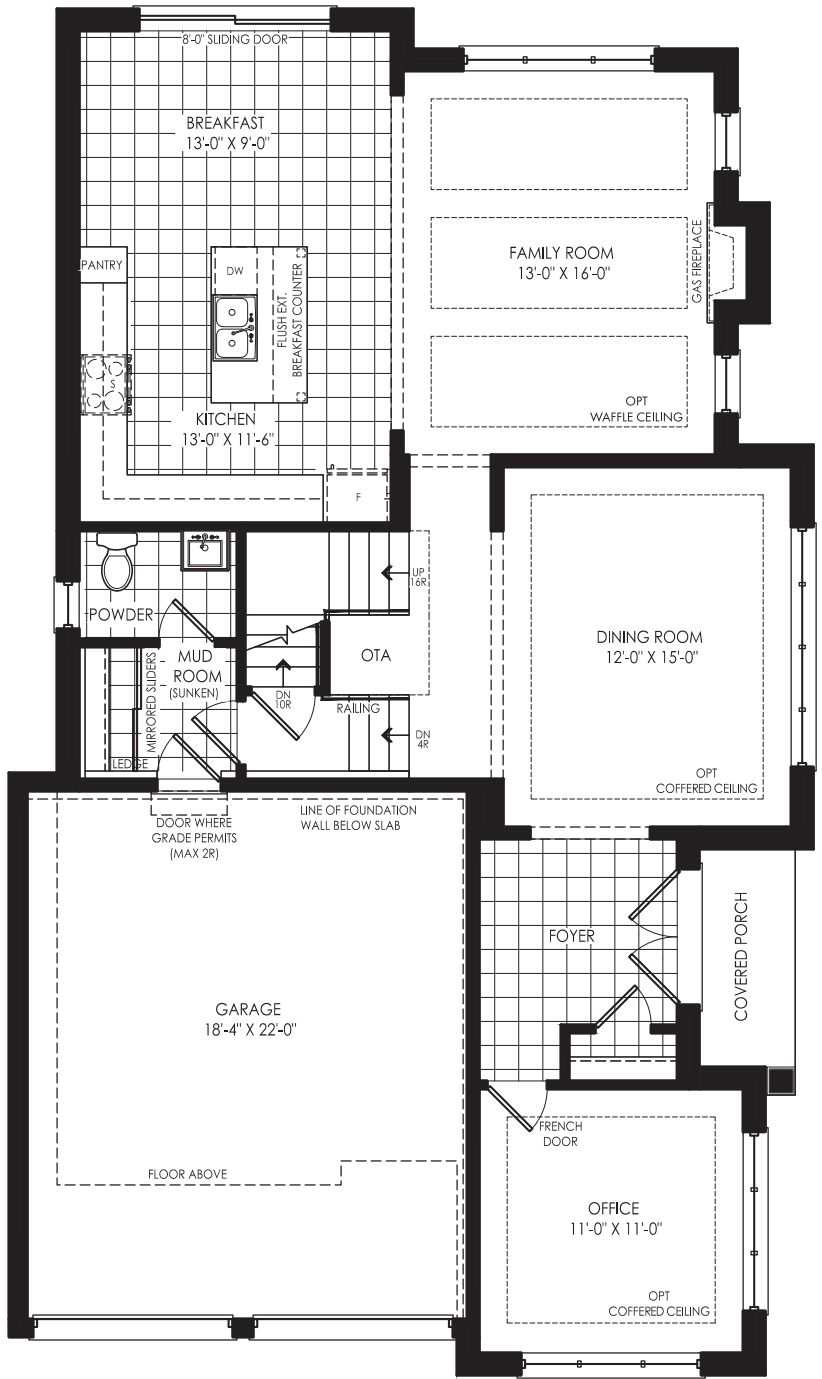 8'-0" SLIDING DOOR
BREAKFAST
13'-0" X 9'-0"
PANTRY
DW
FLUSH EXT.
BREAKFAST COUNTER
S
KITCHEN
13'-0" X 11'-6"
F
FAMILY ROOM
13'-0" X 16'-0"
GAS FIREPLACE
OPT
WAFFLE CEILING
POWDER
MUD
ROOM
(SUNKEN)
MIRRORED SLIDERS
LEDGE
UP
16R
OTA
DN
10R
RAILING
DN
4R
DINING ROOM
12'-0" X 15'-0"
OPT
COFFERED CEILING
DOOR WHERE
GRADE PERMITS
(MAX 2R)
LINE OF FOUNDATION
WALL BELOW SLAB
FOYER
COVERED PORCH
GARAGE
18'-4" X 22'-0"
FLOOR ABOVE
FRENCH
DOOR
OFFICE
11'-0" X 11'-0"
OPT
COFFERED CEILING